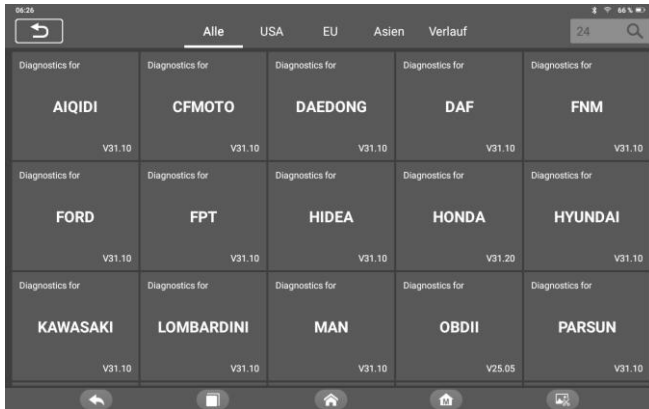 06:26
66 %
Alle USA EU Asien Verlauf
24
Diagnostics for Diagnostics for Diagnostics for Diagnostics for Diagnostics for
AIQIDI CFMOTO DAEDONG DAF FNM
V31.10 V31.10 V31.10 V31.10 V31.10
Diagnostics for Diagnostics for Diagnostics for Diagnostics for Diagnostics for
FORD FPT HIDEA HONDA HYUNDAI
V31.10 V31.10 V31.10 V31.20 V31.10
Diagnostics for Diagnostics for Diagnostics for Diagnostics for Diagnostics for
KAWASAKI LOMBARDINI MAN OBDII PARSUN
V31.10 V31.10 V31.10 V25.05 V31.10
M